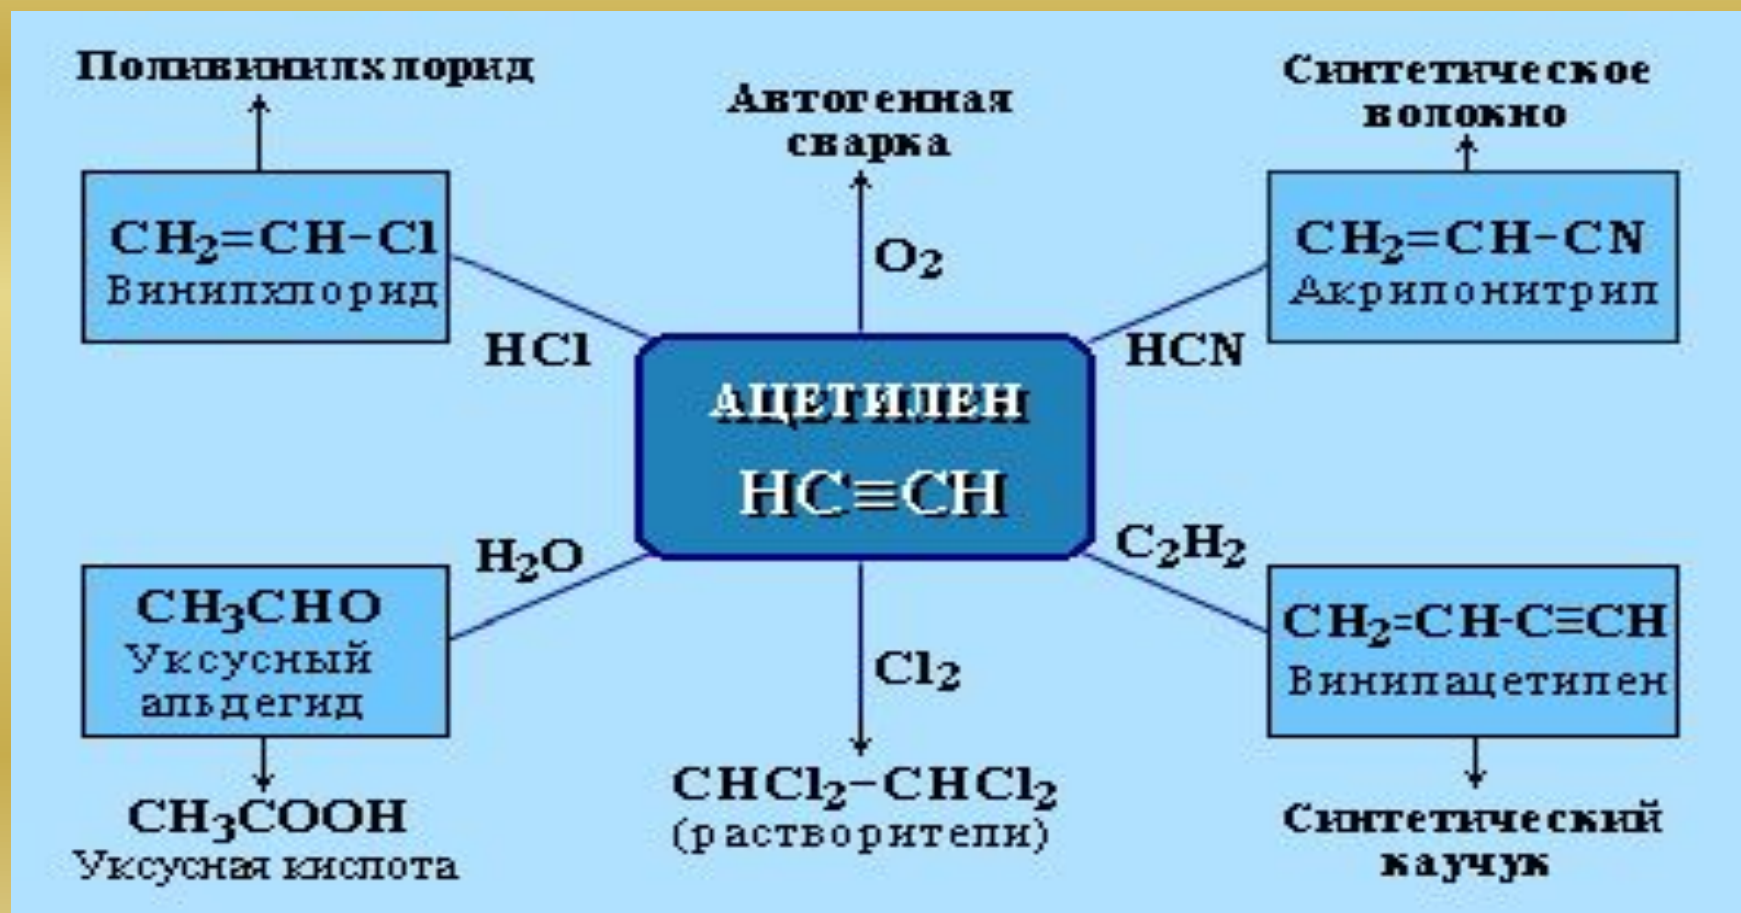 Поливинилхлорид
Автогенная
сварка
Синтетическое
волокно
CH₂=CH-Cl
Винилхлорид
O₂
CH₂=CH-CN
Акрилонитрил
HCl
HCN
АЦЕТИЛЕН
HC≡CH
H₂O
C₂H₂
CH₃CHO
Уксусный
альдегид
Cl₂
CH₂=CH-C≡CH
Винилацетилен
CHCl₂-CHCl₂
(растворители)
CH₃COOH
Уксусная кислота
Синтетический
каучук